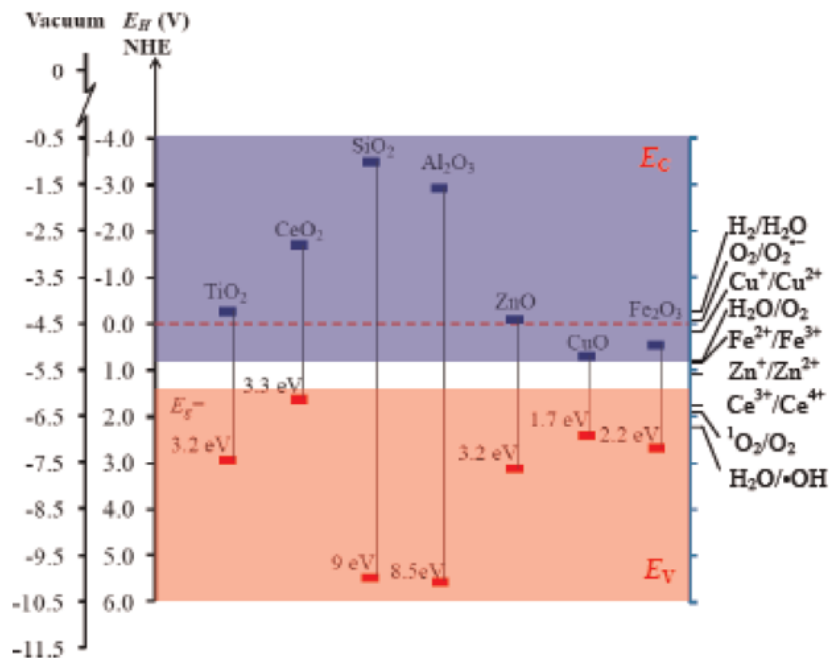 Vacuum E_H (V)
NHE
0
-0.5 -4.0
-1.5 -3.0
-2.5 -2.0
-3.5 -1.0
-4.5 0.0
-5.5 1.0
-6.5 2.0
-7.5 3.0
-8.5 4.0
-9.5 5.0
-10.5 6.0
-11.5
SiO₂
Al₂O₃
E_C
CeO₂
TiO₂
ZnO
Fe₂O₃
CuO
E_g=
3.3 eV
3.2 eV
1.7 eV
2.2 eV
3.2 eV
9 eV
8.5eV
E_V
H₂/H₂O
O₂/O₂•⁻
Cu⁺/Cu²⁺
H₂O/O₂
Fe²⁺/Fe³⁺
Zn⁺/Zn²⁺
Ce³⁺/Ce⁴⁺
¹O₂/O₂
H₂O/•OH